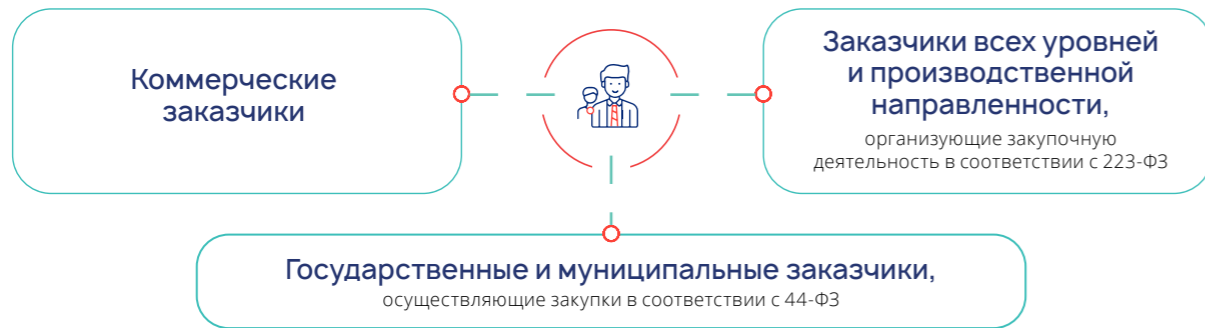 Коммерческие
заказчики
Заказчики всех уровней
и производственной
направленности,
организующие закупочную
деятельность в соответствии с 223-ФЗ
Государственные и муниципальные заказчики,
осуществляющие закупки в соответствии с 44-ФЗ